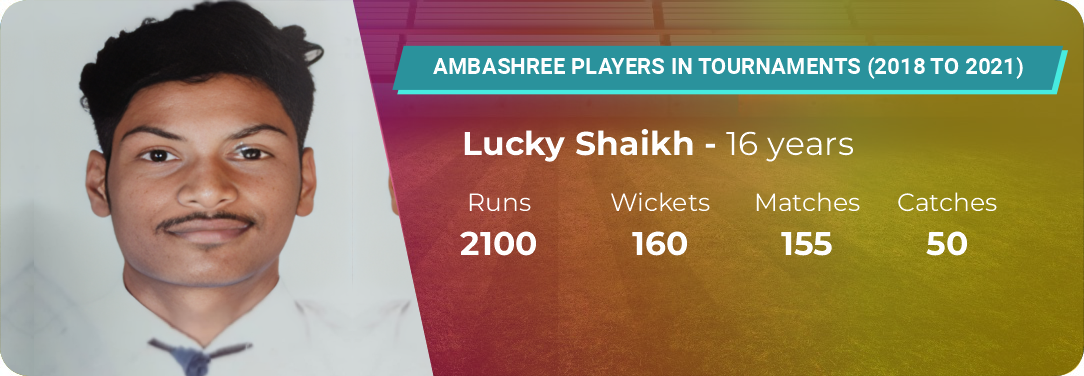 AMBASHREE PLAYERS IN TOURNAMENTS (2018 TO 2021)
Lucky Shaikh - 16 years
Runs Wickets Matches Catches
2100 160 155 50